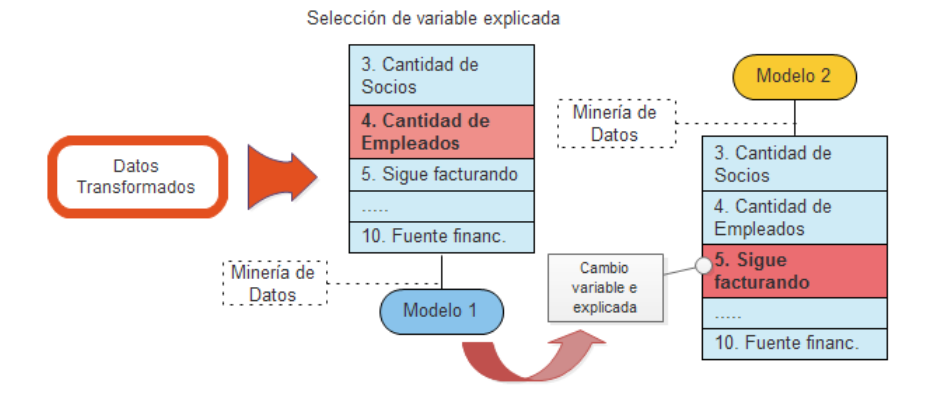 Selección de variable explicada
Datos
Transformados
3. Cantidad de
Socios
4. Cantidad de
Empleados
5. Sigue facturando
.....
10. Fuente financ.
Minería de
Datos
Modelo 1
Cambio
variable e
explicada
Modelo 2
Minería de
Datos
3. Cantidad de
Socios
4. Cantidad de
Empleados
5. Sigue
facturando
.....
10. Fuente financ.